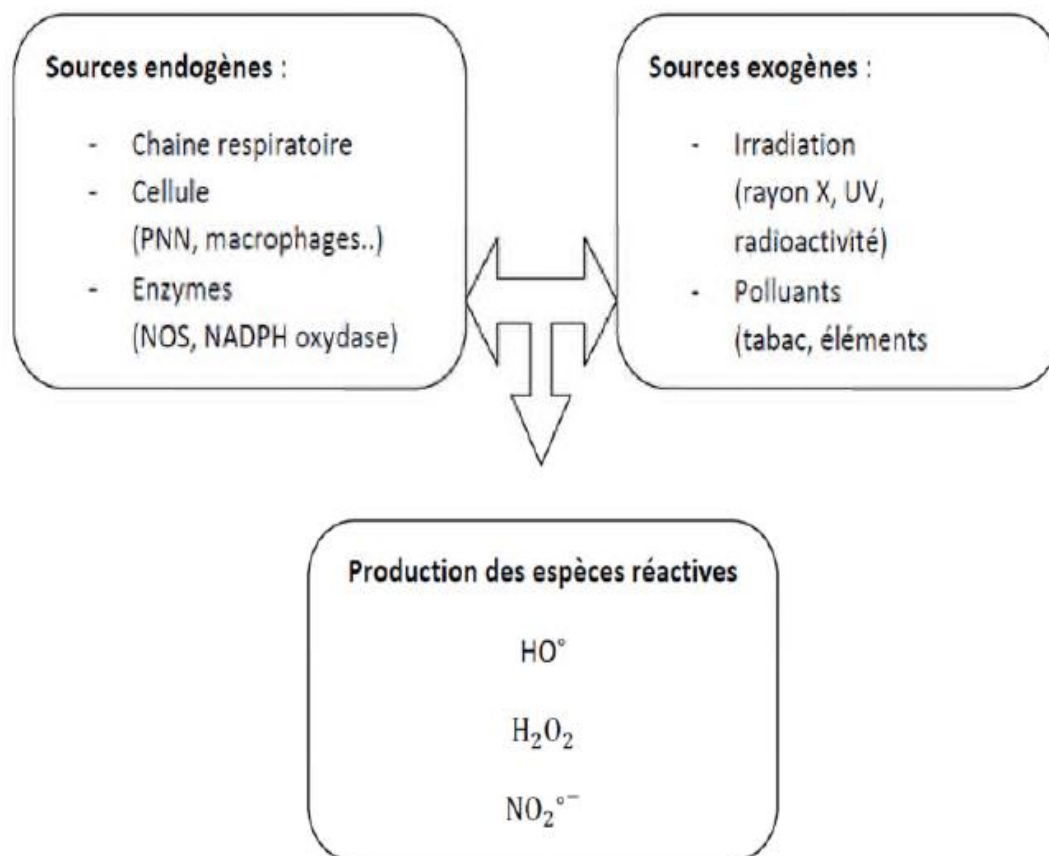 Sources endogènes :
- Chaine respiratoire
- Cellule
(PNN, macrophages..)
- Enzymes
(NOS, NADPH oxydase)
Sources exogènes :
- Irradiation
(rayon X, UV,
radioactivité)
- Polluants
(tabac, éléments
Production des espèces réactives
HO°
H₂O₂
NO₂°⁻